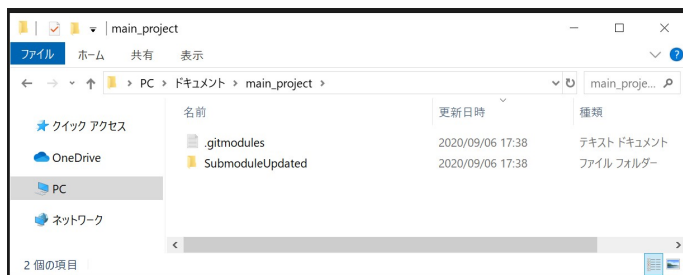 main_project
ファイル ホーム 共有 表示
PC ドキュメント main_project main_proje...
名前 更新日時 種類
クイック アクセス
.gitmodules 2020/09/06 17:38 テキスト ドキュメント
OneDrive
SubmoduleUpdated 2020/09/06 17:38 ファイル フォルダー
PC
ネットワーク
2 個の項目